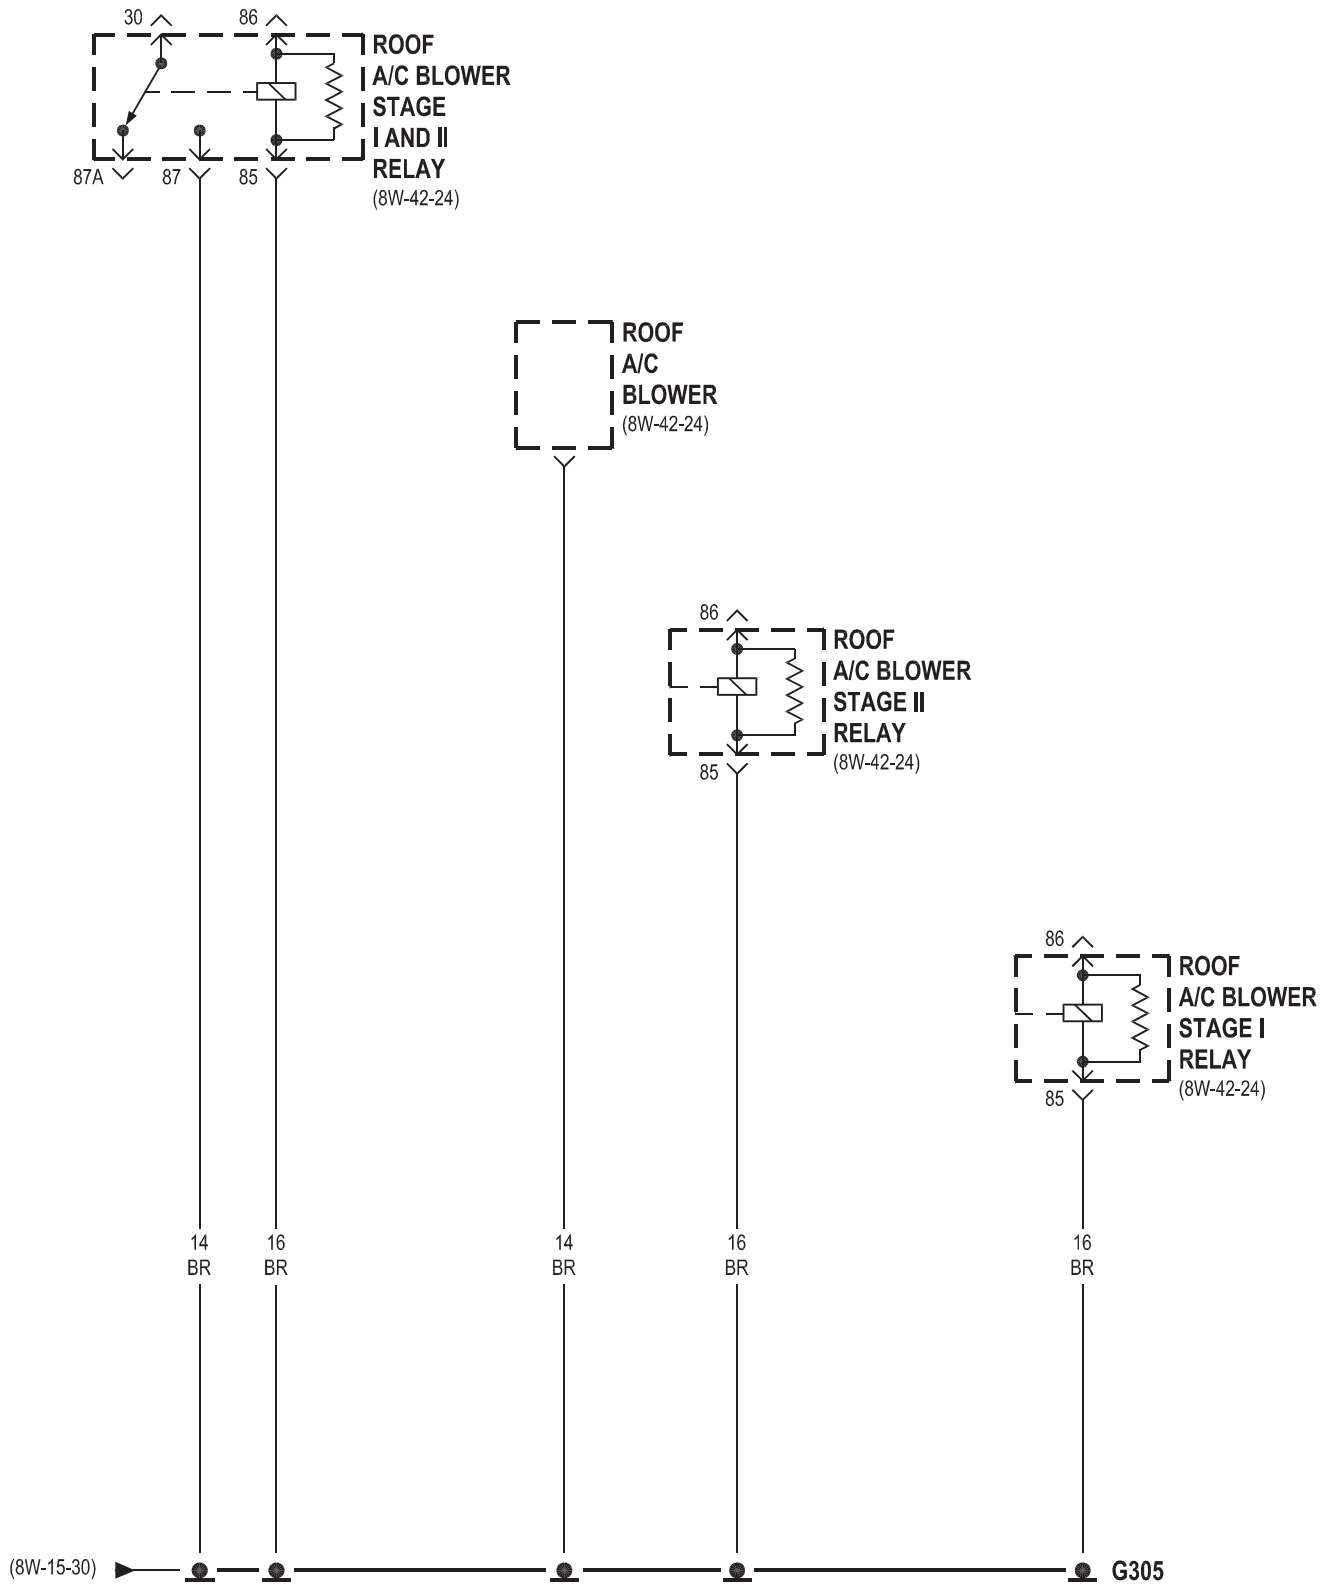 30
86
ROOF
A/C BLOWER
STAGE
I AND II
RELAY
(8W-42-24)
87A
87
85
ROOF
A/C
BLOWER
(8W-42-24)
86
ROOF
A/C BLOWER
STAGE II
RELAY
(8W-42-24)
85
86
ROOF
A/C BLOWER
STAGE I
RELAY
(8W-42-24)
85
14
BR
16
BR
14
BR
16
BR
16
BR
(8W-15-30)
G305